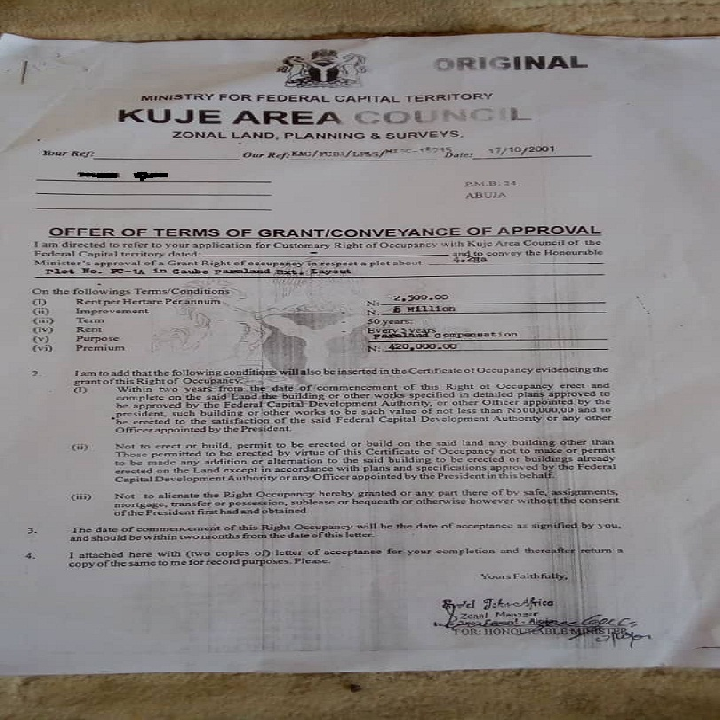 ORIGINAL
MINISTRY FOR FEDERAL CAPITAL TERRITORY
KUJE AREA COUNCIL
ZONAL LAND, PLANNING & SURVEYS.
Your Ref: Our Ref: Date: 17/10/2001
P.M.B. 24
ABUJA
OFFER OF TERMS OF GRANT/CONVEYANCE OF APPROVAL
I am directed to refer to your application for Customary Right of Occupancy with Kuje Area Council of the
Federal Capital territory dated and to convey the Honourable
Minister's approval of a Grant Right of occupancy in respect a plot about 4.2Ha
Plot No. in Gaube Farmland Ext. Layout
On the followings Terms/Conditions
(i) Rent per Hertare Per annum N: 2,500.00
(ii) Improvement N: Million
(iii) Term 50 years:
(iv) Rent Every years
(v) Purpose Farmland Compensation
(vi) Premium N: 420,000.00
2. I am to add that the following conditions will also be inserted in the Certificate of Occupancy evidencing the
grant of this Right of Occupancy.
(i) Within two years from the date of commencement of this Right of Occupancy erect and
complete on the said Land the building or other works specified in detailed plans approved to
be approved by the Federal Capital Development Authority, or other Officer appointed by the
president, such building or other works to be such value of not less than N500,000,00 and to
be erected to the satisfaction of the said Federal Capital Development Authority or any other
Officer appointed by the President.
(ii) Not to erect or build, permit to be erected or build on the said land any building other than
Those permitted to be erected by virtue of this Certificate of Occupancy not to make or permit
to be made any addition or alternation to the said building to be erected or buildings already
erected on the Land except in accordance with plans and specifications approved by the Federal
Capital Development Authority or any Officer appointed by the President in this behalf.
(iii) Not to alienate the Right Occupancy hereby granted or any part there of by safe, assignments,
mortgage, transfer or possession, sublease or bequeath or otherwise however without the consent
of the President first had and obtained
3. The date of commencement of this Right Occupancy will be the date of acceptance as signified by you,
and should be within two months from the date of this letter.
4. I attached here with (two copies of) letter of acceptance for your completion and thereafter return a
copy of the same to me for record purposes. Please.
Yours Faithfully,
Zonal Manager
FOR: HONOURABLE MINISTER